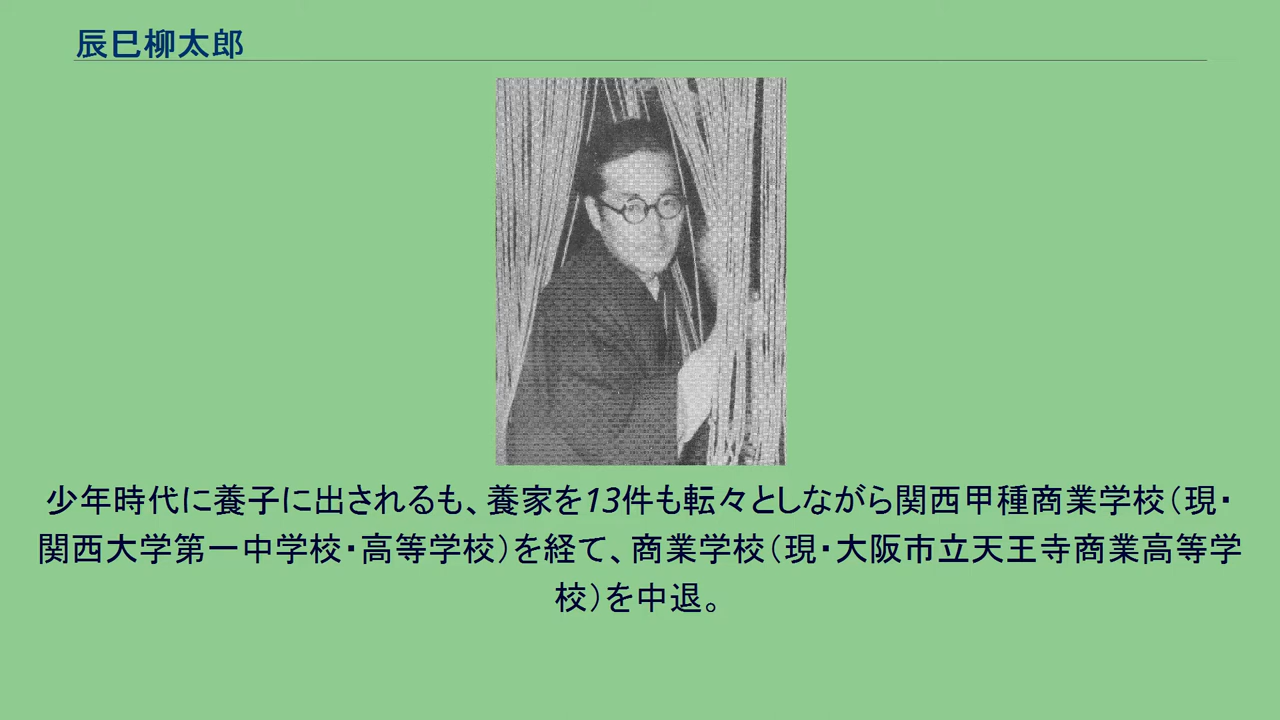 辰巳柳太郎
少年時代に養子に出されるも、養家を13件も転々としながら関西甲種商業学校（現・
関西大学第一中学校・高等学校）を経て、商業学校（現・大阪市立天王寺商業高等学
校）を中退。